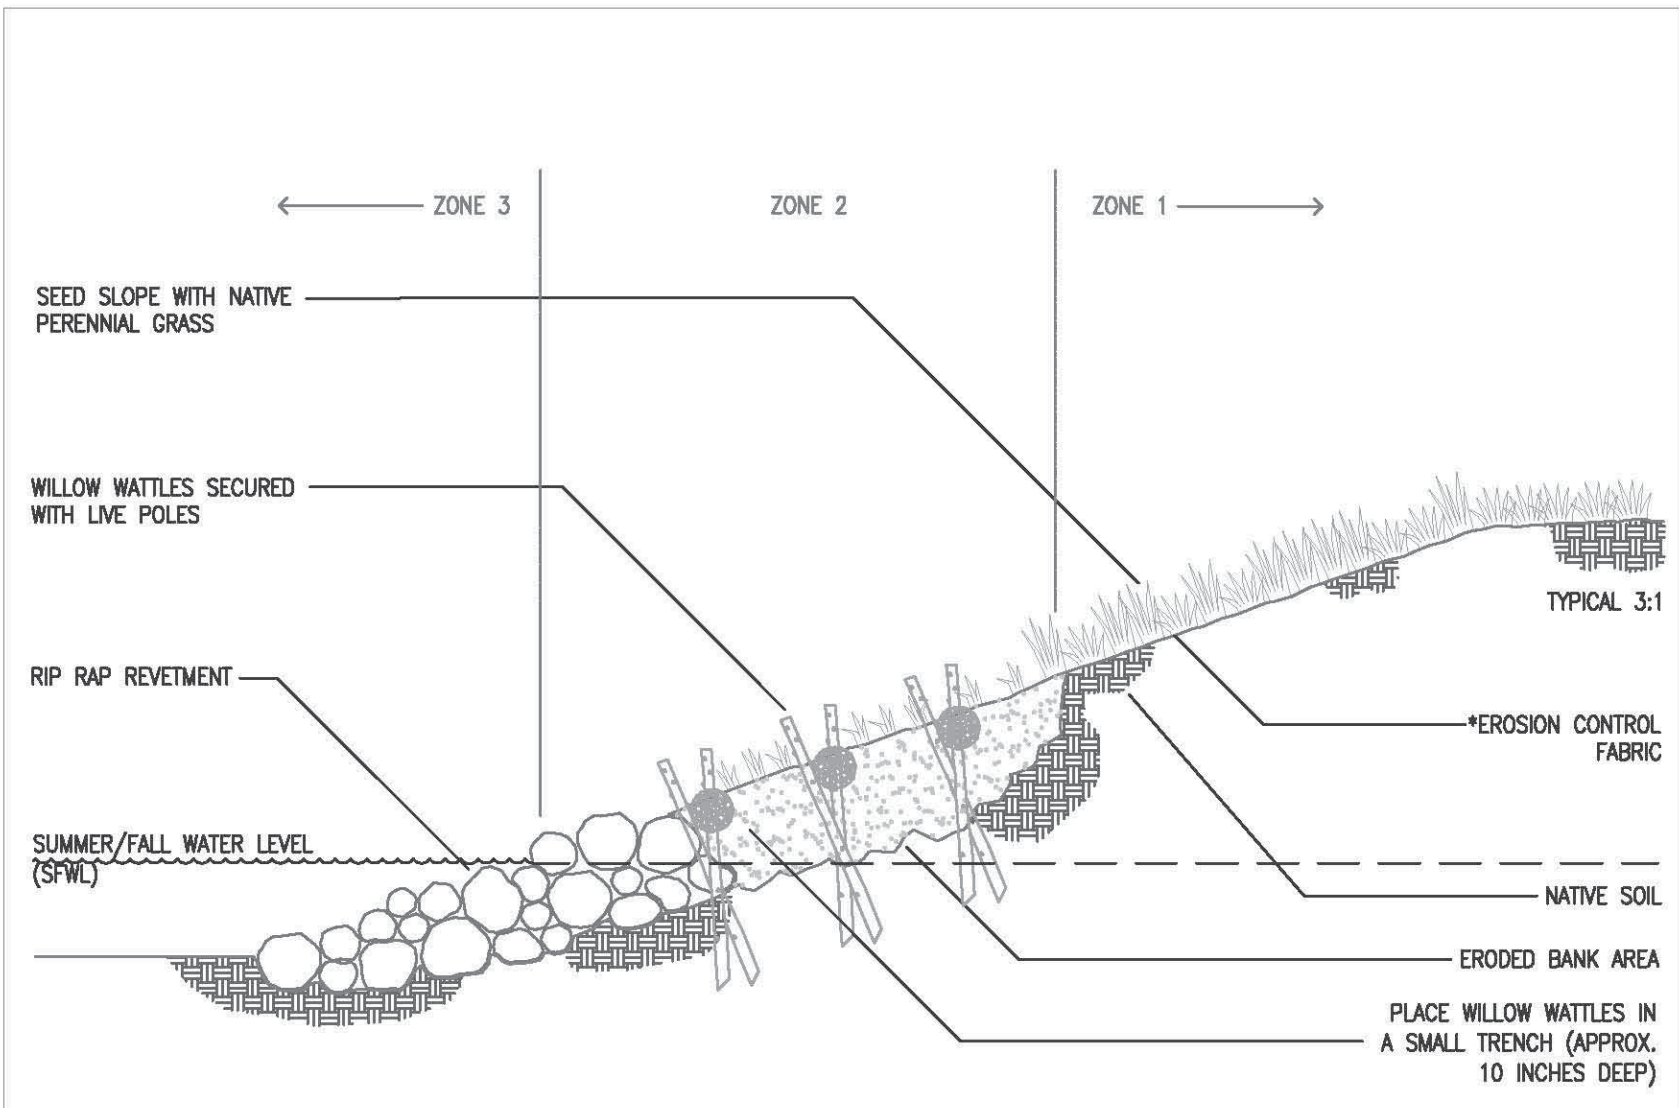 ZONE 3
ZONE 2
ZONE 1
SEED SLOPE WITH NATIVE
PERENNIAL GRASS
WILLOW WATTLES SECURED
WITH LIVE POLES
TYPICAL 3:1
RIP RAP REVETMENT
*EROSION CONTROL
FABRIC
SUMMER/FALL WATER LEVEL
(SFWL)
NATIVE SOIL
ERODED BANK AREA
PLACE WILLOW WATTLES IN
A SMALL TRENCH (APPROX.
10 INCHES DEEP)